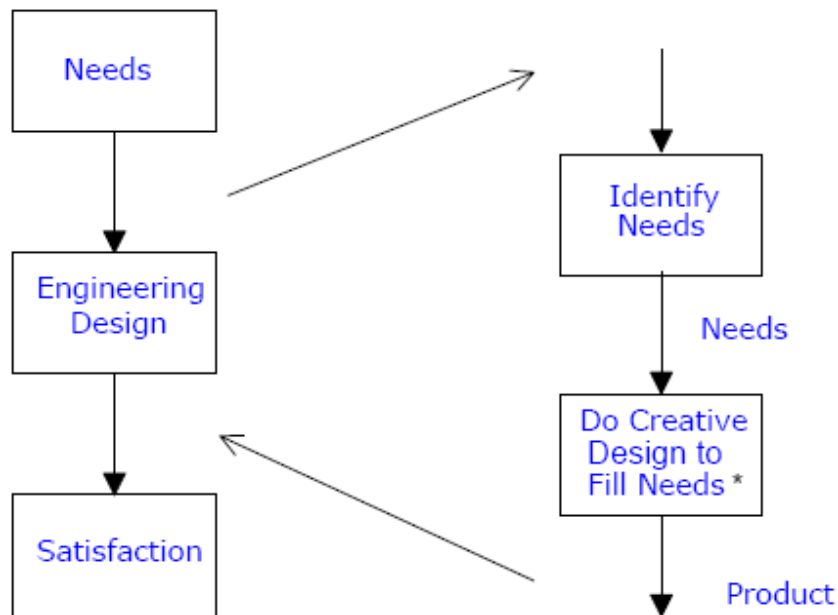 Needs
Engineering
Design
Satisfaction
Identify
Needs
Needs
Do Creative
Design to
Fill Needs *
Product